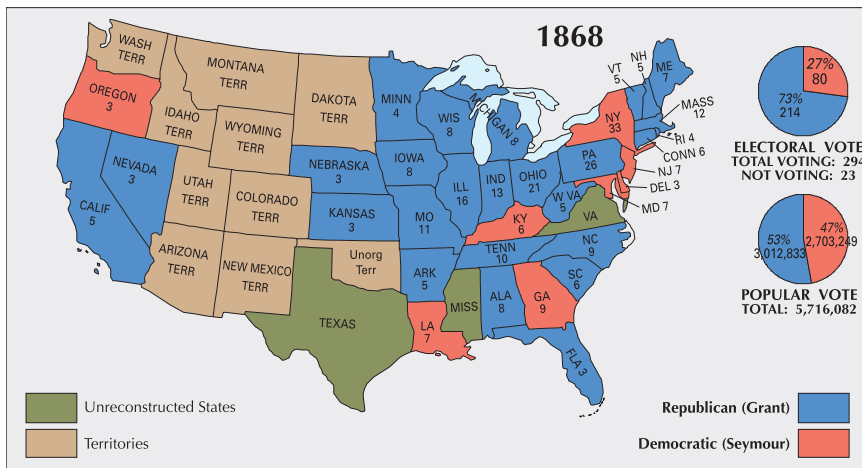 1868
WASH
TERR
OREGON
3
IDAHO
TERR
MONTANA
TERR
WYOMING
TERR
DAKOTA
TERR
CALIF
5
NEVADA
3
UTAH
TERR
COLORADO
TERR
ARIZONA
TERR
NEW MEXICO
TERR
Unorg
Terr
NEBRASKA
3
KANSAS
3
TEXAS
MINN
4
IOWA
8
MO
11
ARK
5
LA
7
WIS
8
MICHIGAN 8
ILL
16
IND
13
OHIO
21
KY
6
TENN
10
MISS
ALA
8
GA
9
FLA 3
SC
6
NC
9
VA
W VA
5
PA
26
NY
33
VT
5
NH
5
ME
7
MASS
12
RI 4
CONN 6
NJ 7
DEL 3
MD 7
27%
80
73%
214
ELECTORAL VOTE
TOTAL VOTING: 294
NOT VOTING: 23
47%
2,703,249
53%
3,012,833
POPULAR VOTE
TOTAL: 5,716,082
Unreconstructed States
Territories
Republican (Grant)
Democratic (Seymour)